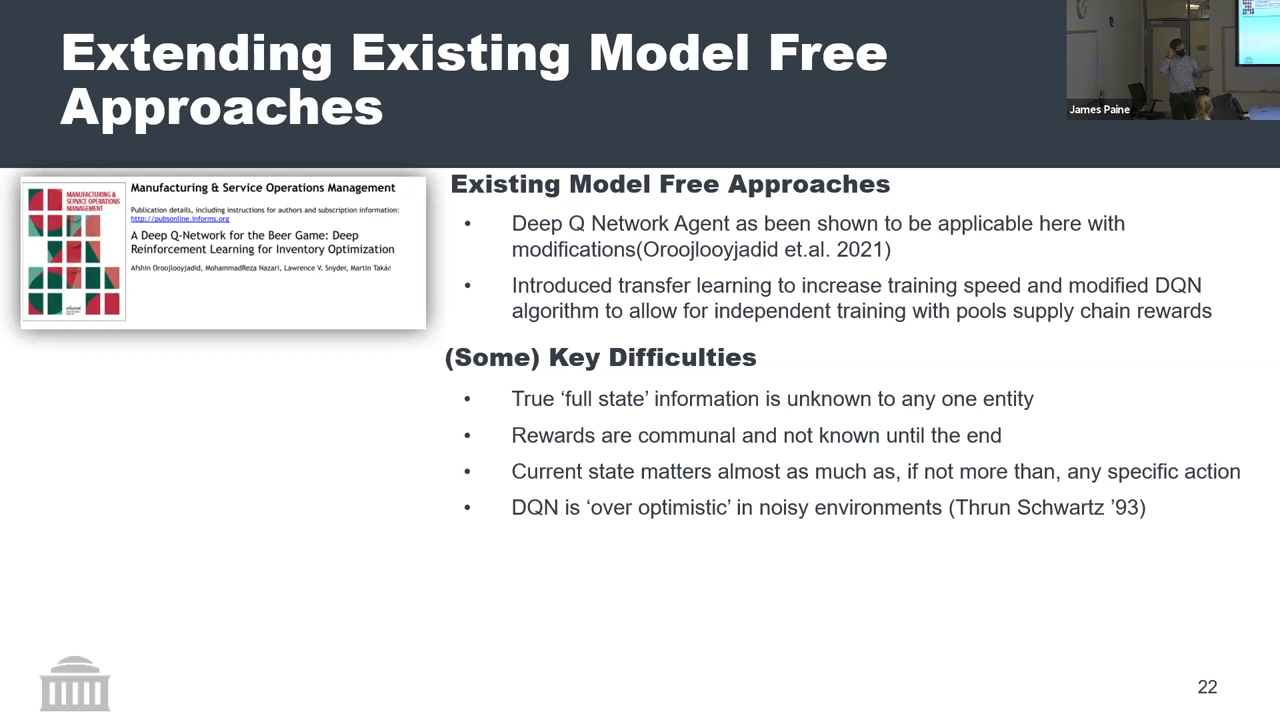 Extending Existing Model Free
Approaches
James Paine
MANUFACTURING &
SERVICE OPERATIONS
MANAGEMENT
informs
Manufacturing & Service Operations Management
Publication details, including instructions for authors and subscription information:
http://pubsonline.informs.org
A Deep Q-Network for the Beer Game: Deep
Reinforcement Learning for Inventory Optimization
Afshin Oroojlooyjadid, MohammadReza Nazari, Lawrence V. Snyder, Martin Takáč
Existing Model Free Approaches
• Deep Q Network Agent as been shown to be applicable here with
modifications(Oroojlooyjadid et.al. 2021)
• Introduced transfer learning to increase training speed and modified DQN
algorithm to allow for independent training with pools supply chain rewards
(Some) Key Difficulties
• True ‘full state’ information is unknown to any one entity
• Rewards are communal and not known until the end
• Current state matters almost as much as, if not more than, any specific action
• DQN is ‘over optimistic’ in noisy environments (Thrun Schwartz ’93)
22